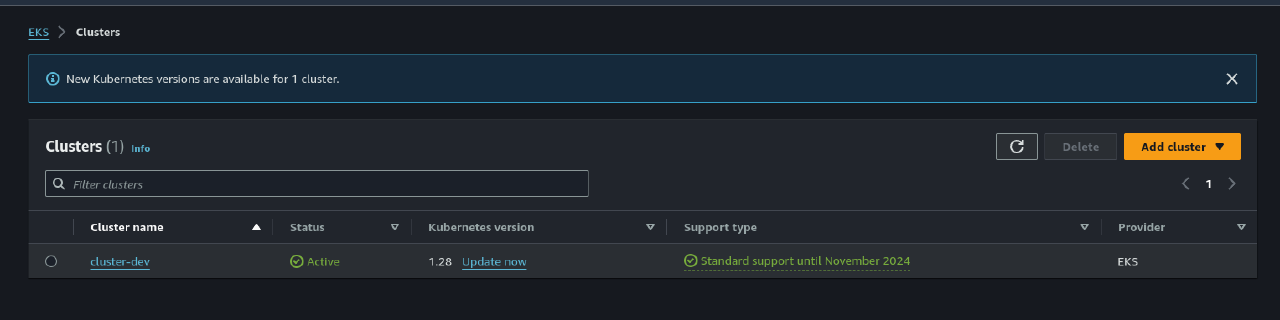 EKS Clusters
New Kubernetes versions are available for 1 cluster.
Clusters (1) Info Delete Add cluster
Filter clusters 1
Cluster name Status Kubernetes version Support type Provider
cluster-dev Active 1.28 Update now Standard support until November 2024 EKS